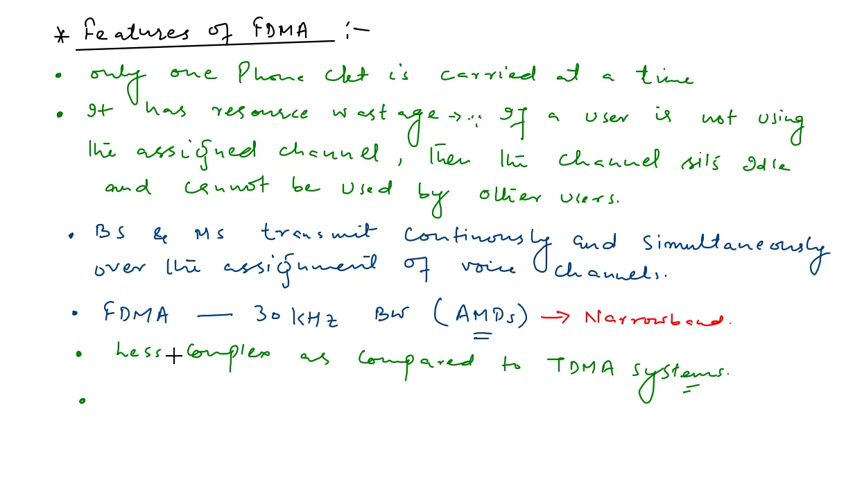 * Features of FDMA :-
• only one Phone Ckt is carried at a time
• It has resource wastage →∵ If a user is not using
the assigned channel, then the channel sits Idle
and cannot be used by other users.
• BS & MS transmit continously and simultaneously
over the assignment of voice channels.
• FDMA — 30 kHz BW (AMDs) → Narrowband.
• Less complex as compared to TDMA systems.
•